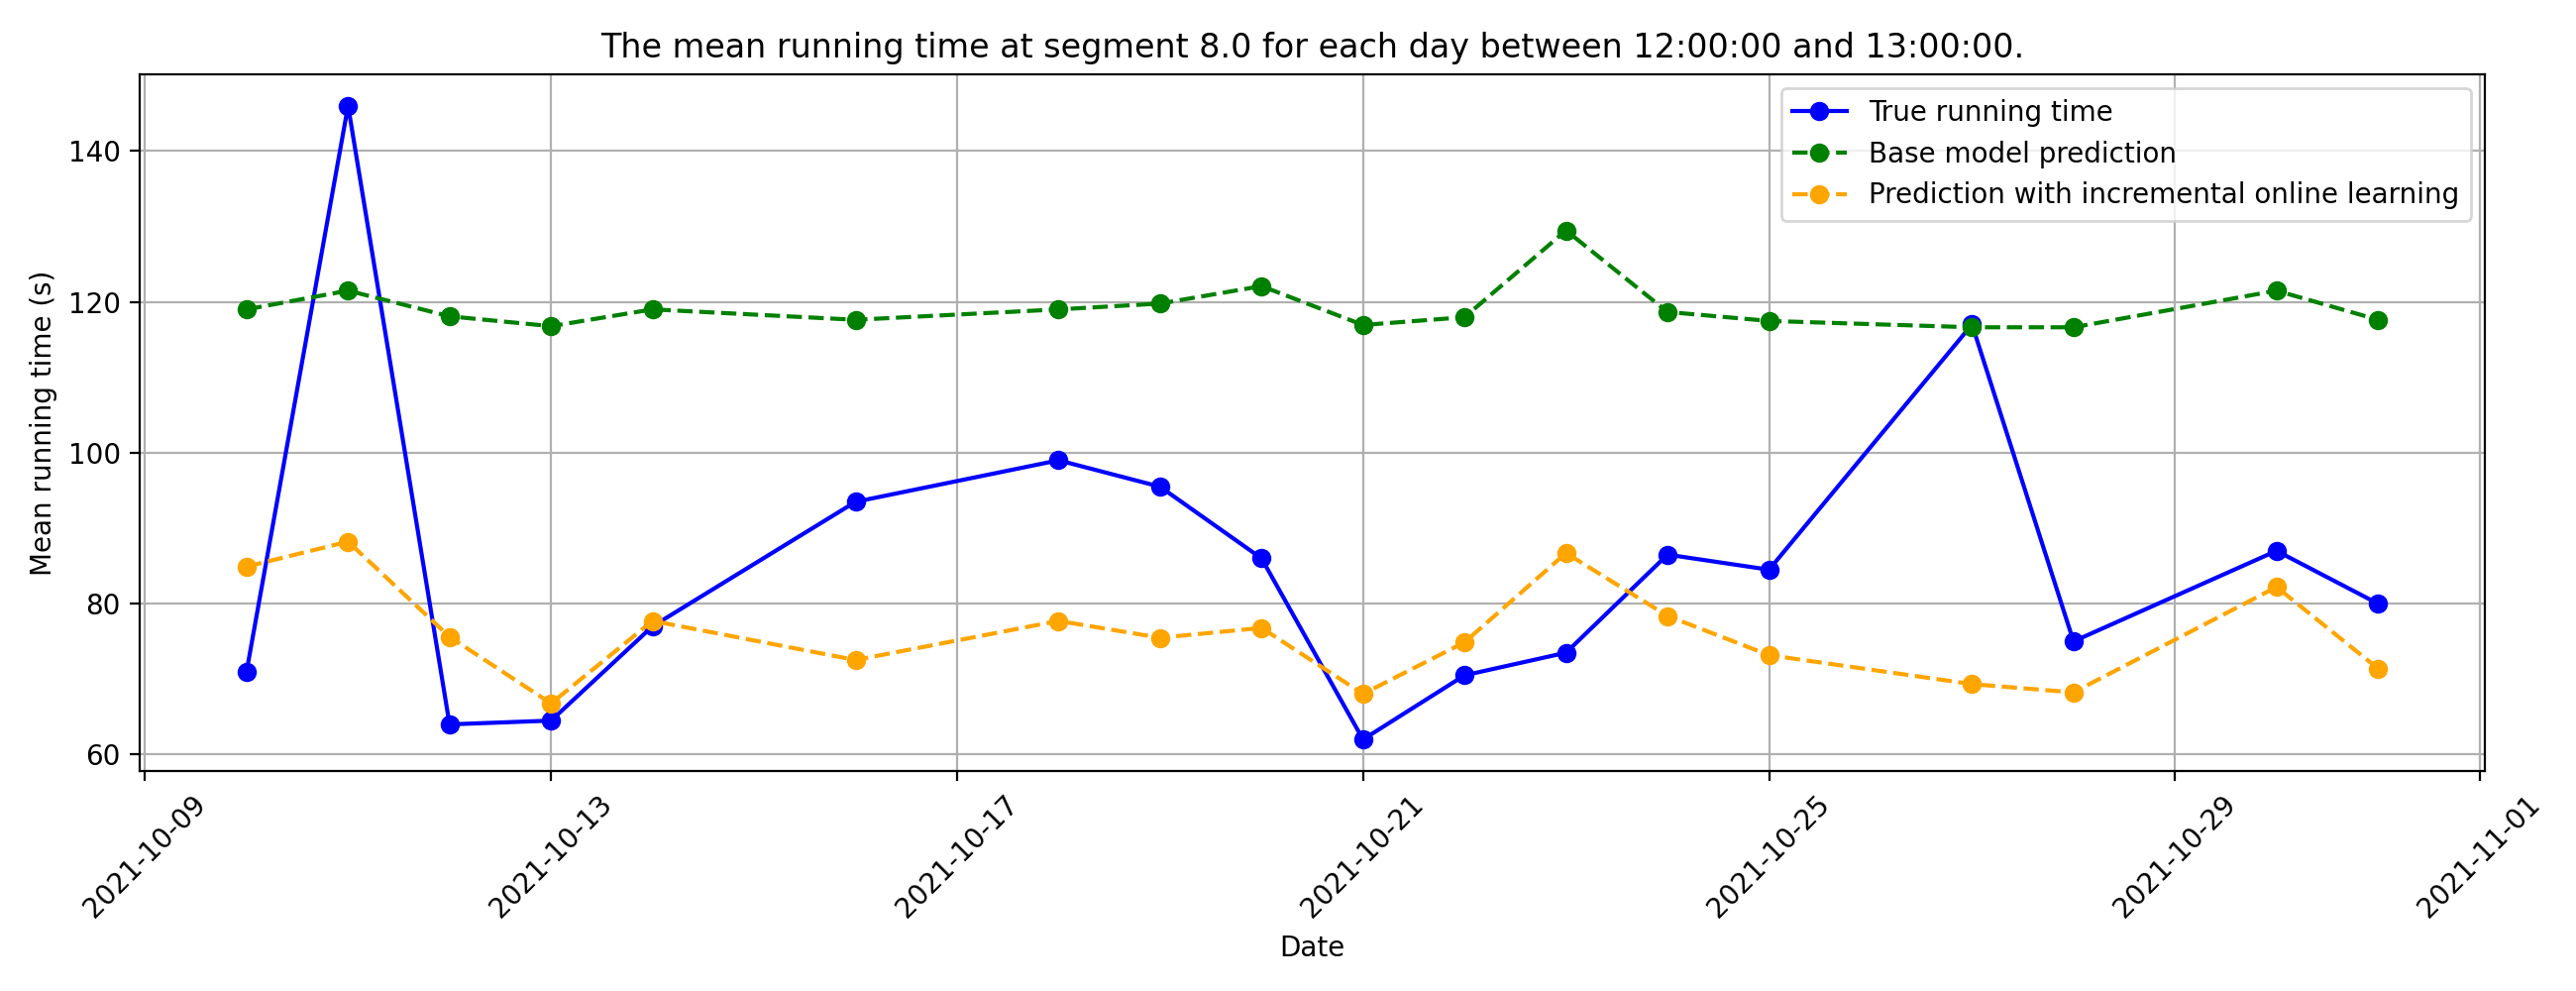 The mean running time at segment 8.0 for each day between 12:00:00 and 13:00:00.
True running time
Base model prediction
Prediction with incremental online learning
Mean running time (s)
140
120
100
80
60
2021-10-09
2021-10-13
2021-10-17
2021-10-21
2021-10-25
2021-10-29
2021-11-01
Date